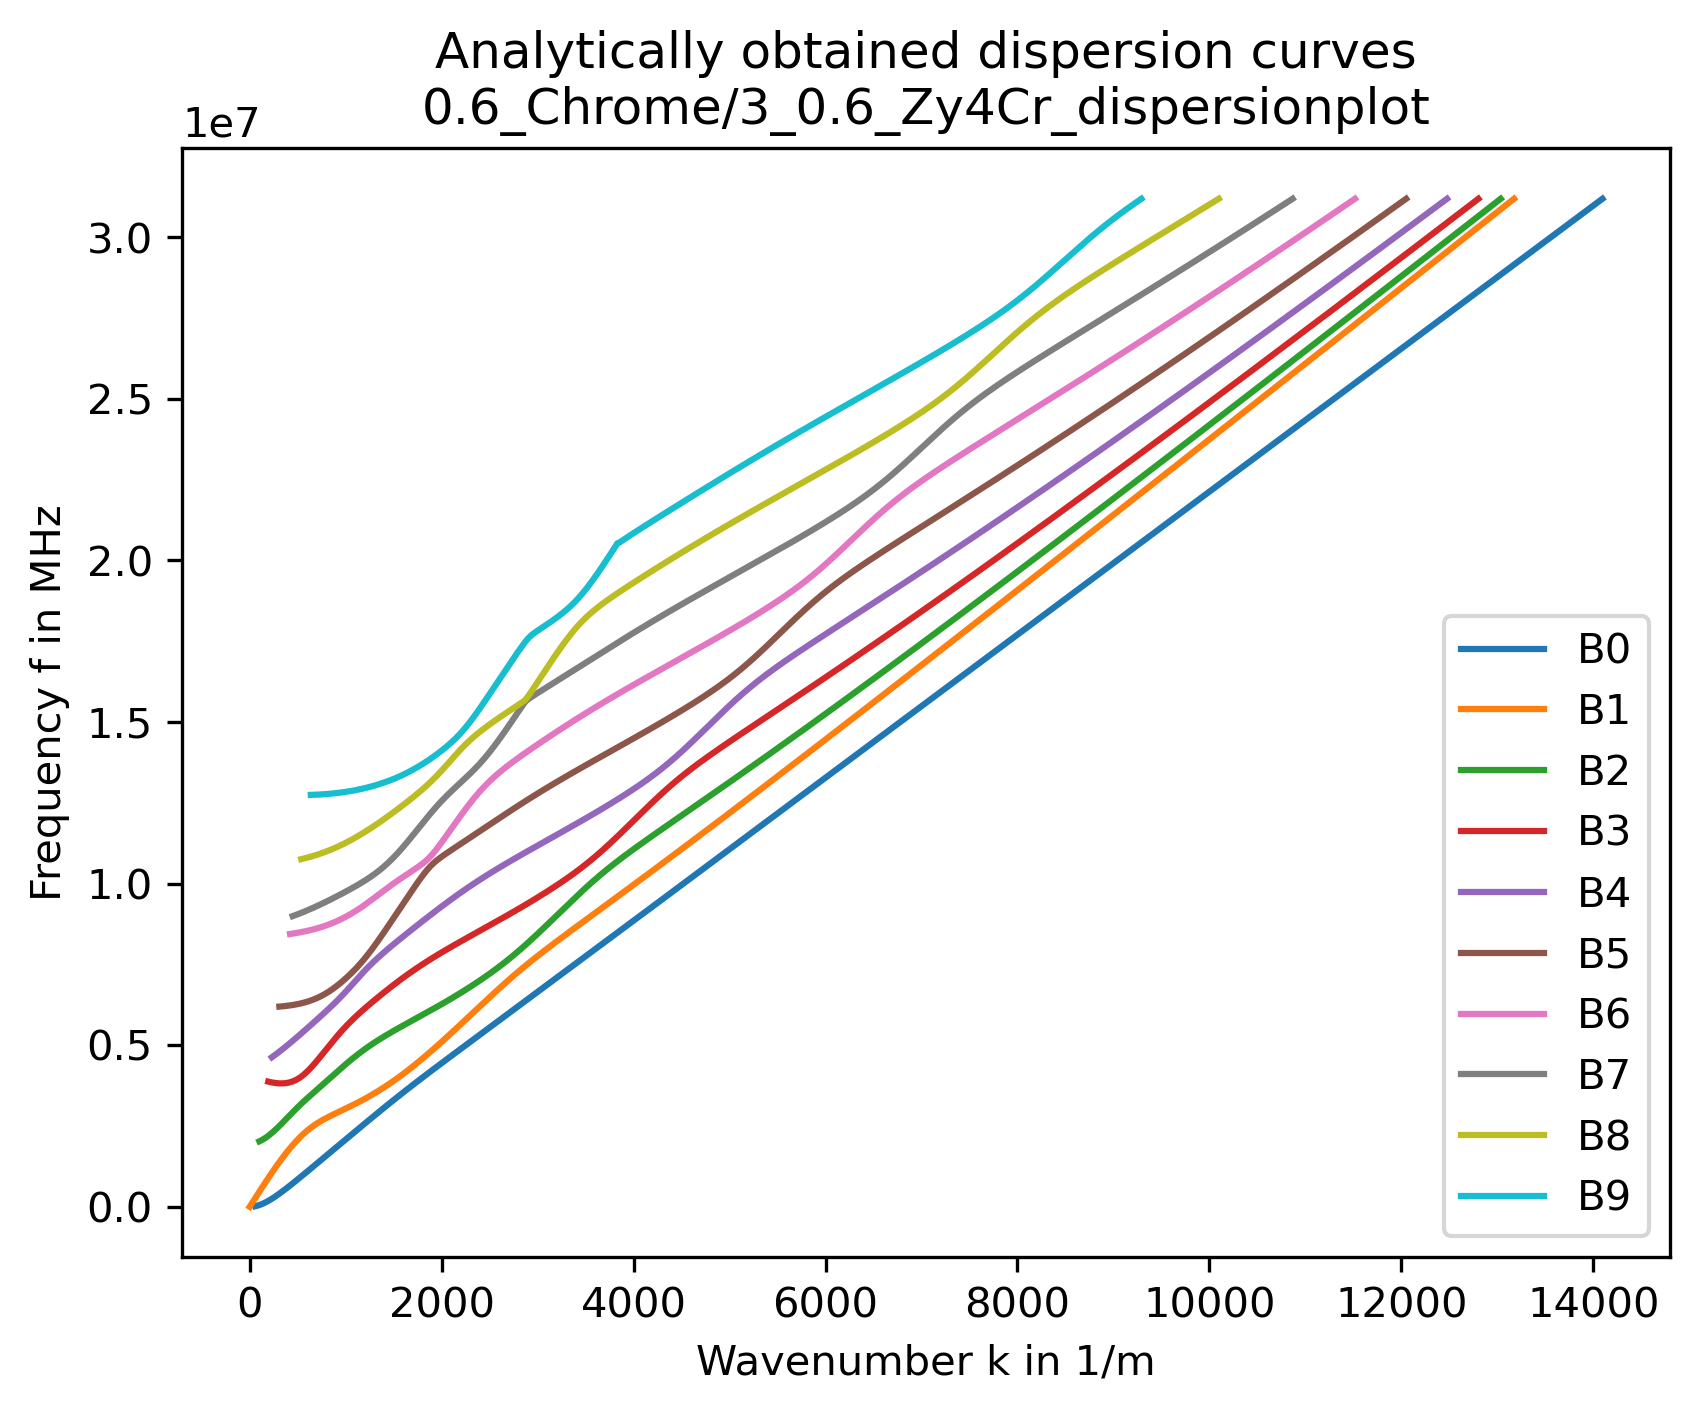 Analytically obtained dispersion curves
0.6_Chrome/3_0.6_Zy4Cr_dispersionplot
1e7
3.0
2.5
2.0
1.5
1.0
0.5
0.0
Frequency f in MHz
0 2000 4000 6000 8000 10000 12000 14000
Wavenumber k in 1/m
B0
B1
B2
B3
B4
B5
B6
B7
B8
B9